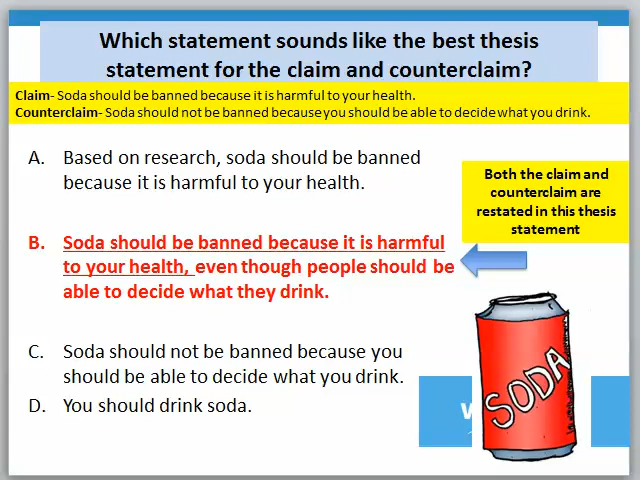 Which statement sounds like the best thesis
statement for the claim and counterclaim?
Claim- Soda should be banned because it is harmful to your health.
Counterclaim- Soda should not be banned because you should be able to decide what you drink.
A. Based on research, soda should be banned
because it is harmful to your health.
Both the claim and
counterclaim are
restated in this thesis
statement
B. Soda should be banned because it is harmful
to your health, even though people should be
able to decide what they drink.
C. Soda should not be banned because you
should be able to decide what you drink.
D. You should drink soda.
SODA